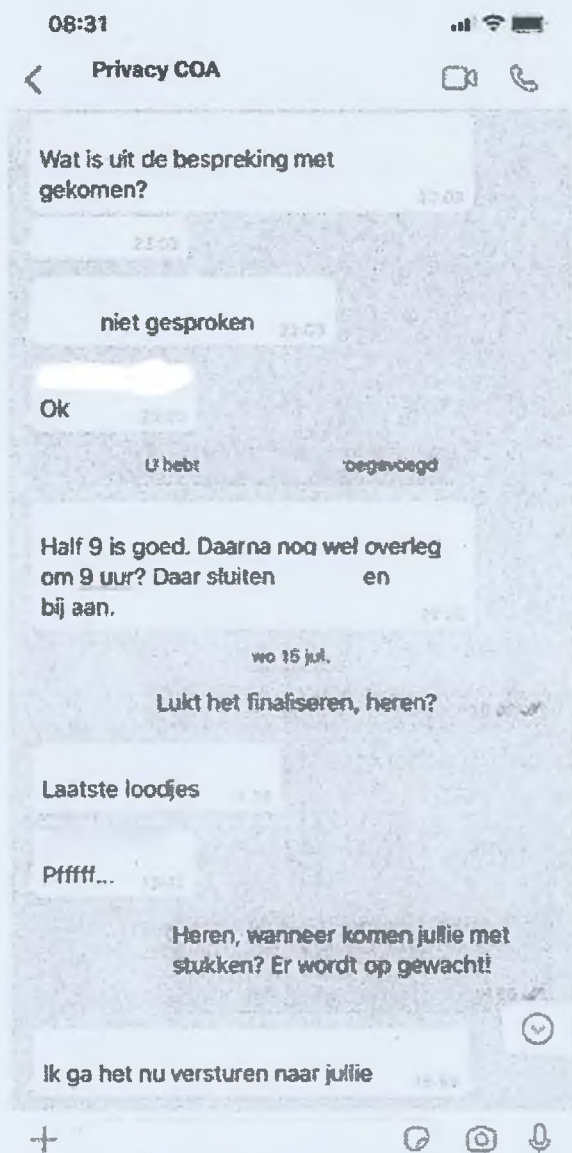 08:31
Privacy COA
Wat is uit de bespreking met
gekomen?
niet gesproken
Ok
U hebt
Half 9 is goed. Daarna nog wel overleg
om 9 uur? Daar sluiten en
bij aan.
wo 15 jul.
Lukt het finaliseren, heren?
Laatste loodjes
Pfffff...
Heren, wanneer komen jullie met
stukken? Er wordt op gewacht!
Ik ga het nu versturen naar jullie